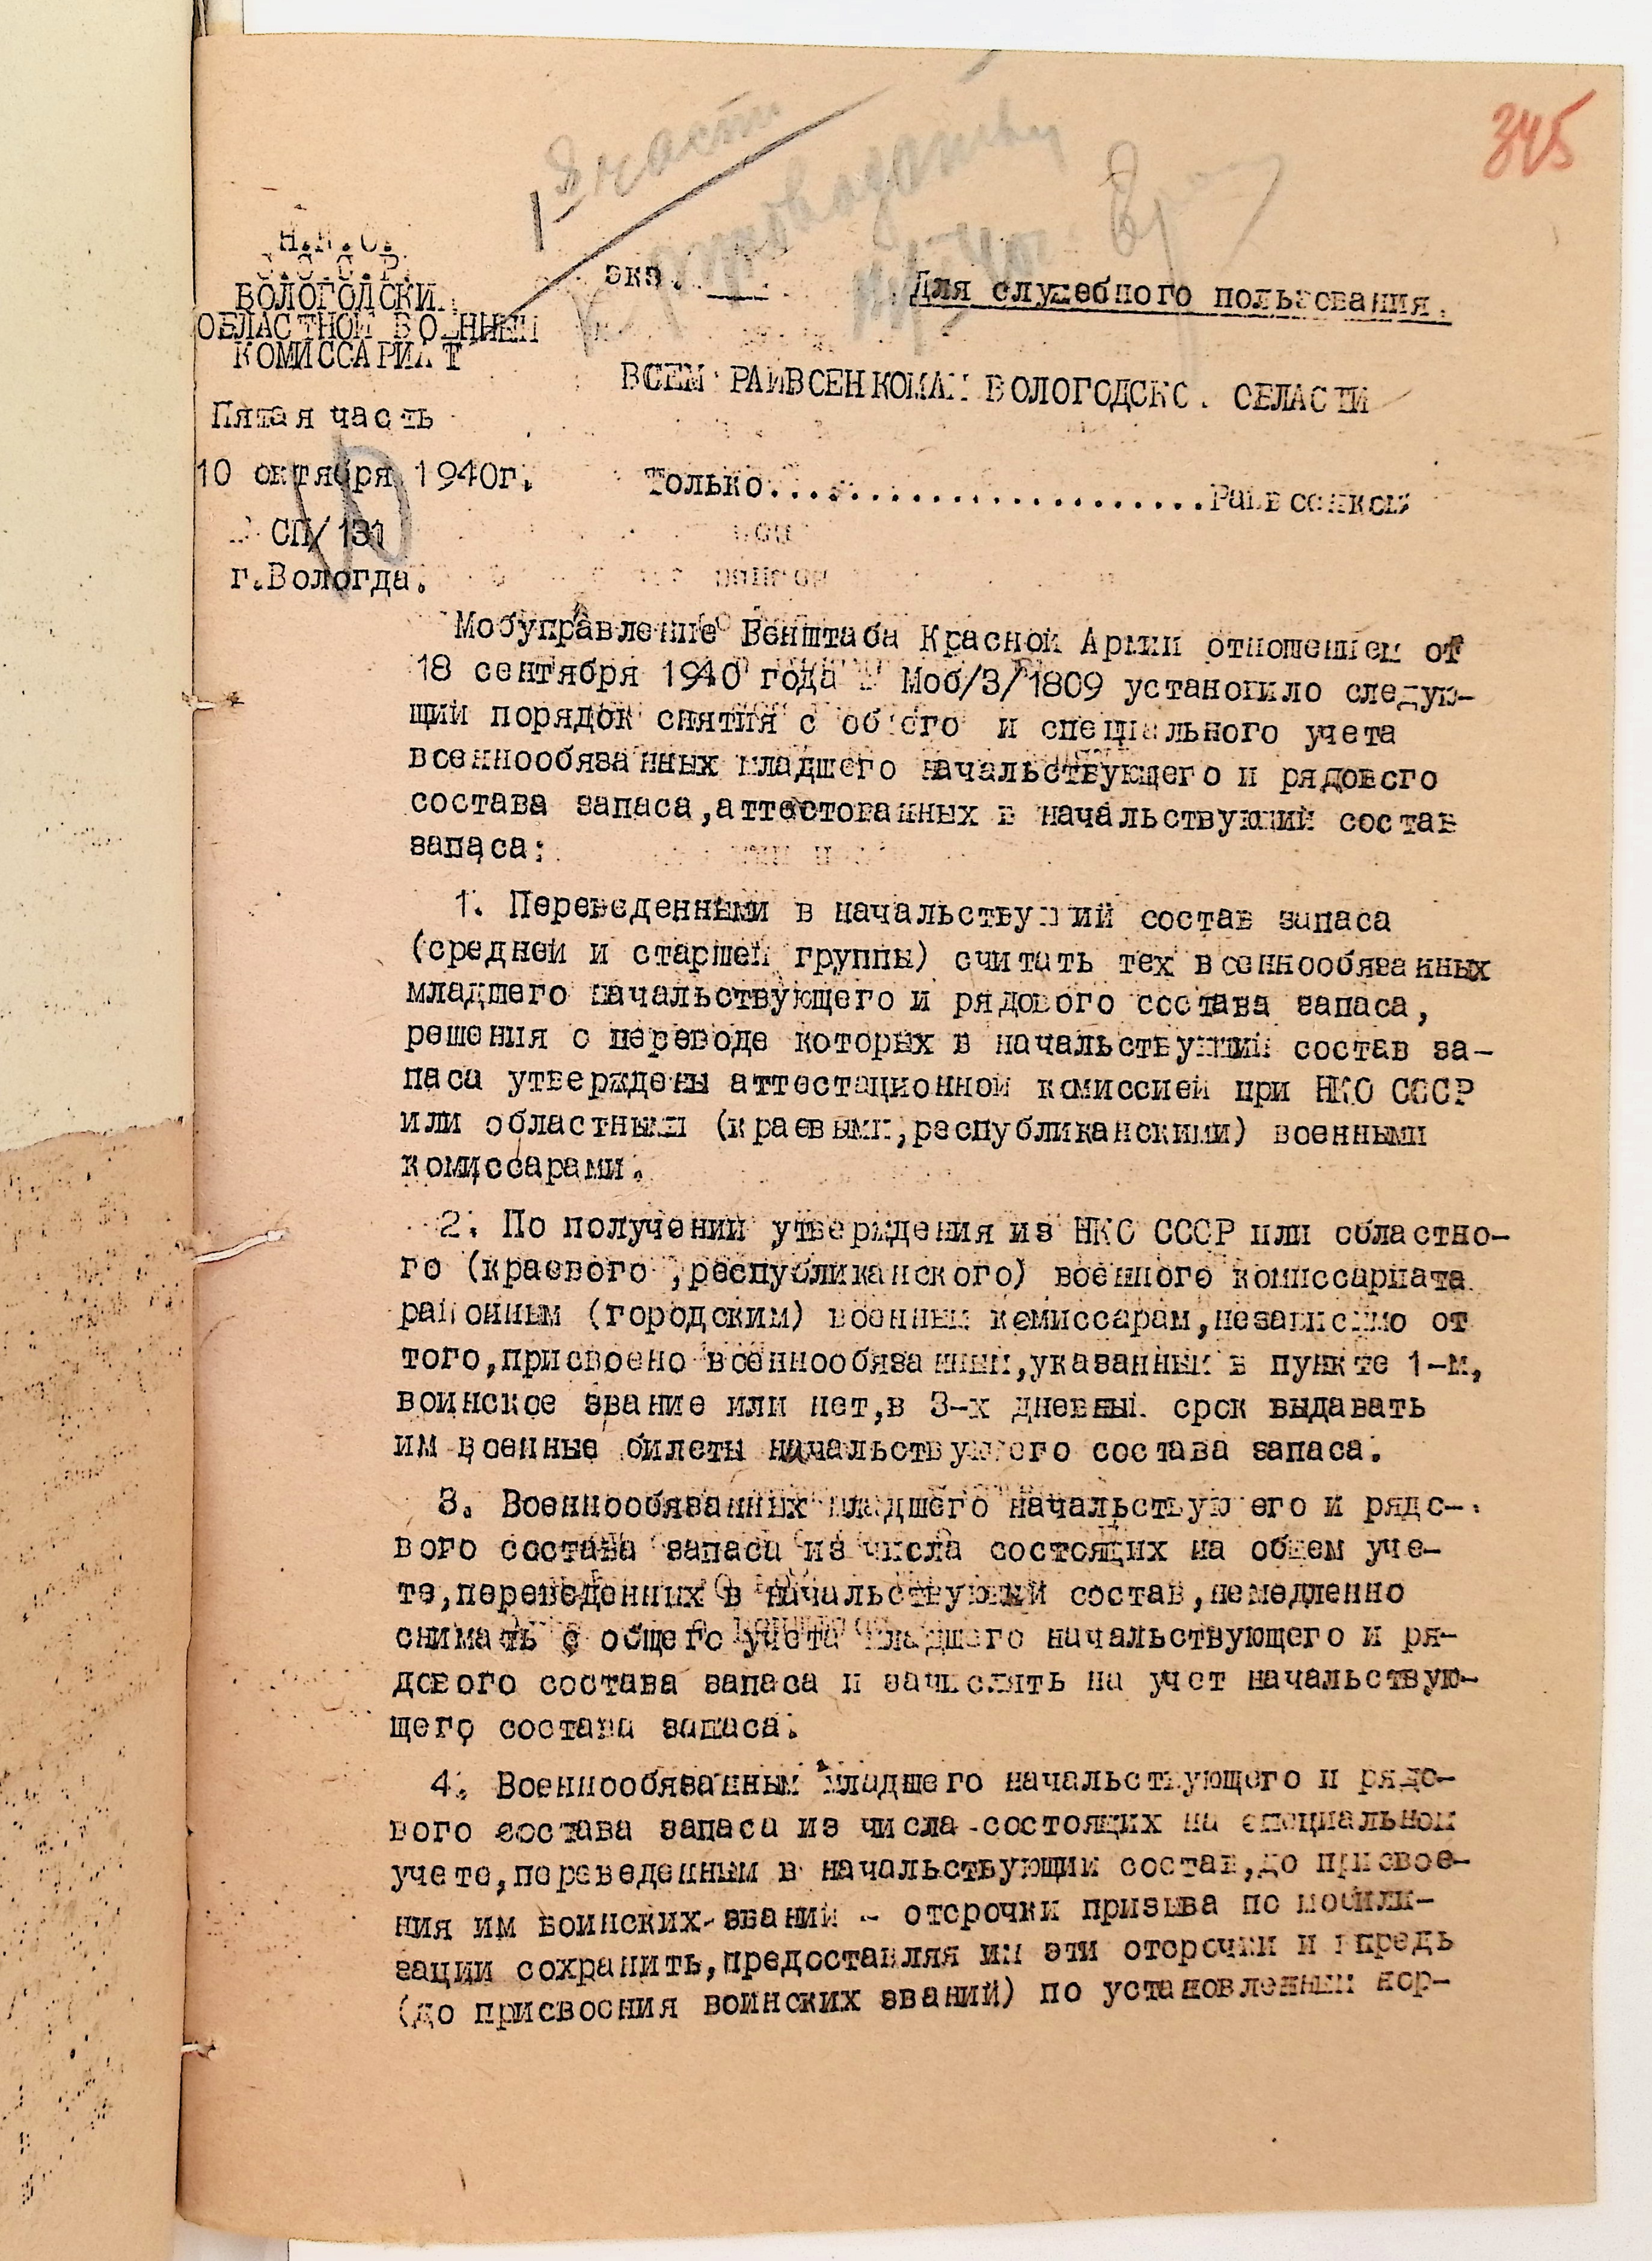 345
Н.К.О.
С.С.С.Р.
ВОЛОГОДСКИЙ
ОБЛАСТНОЙ ВОЕННЫЙ
КОМИССАРИАТ
Пятая часть
10 октября 1940г.
СП/131
г.Вологда.
экз.
Для служебного пользования.
ВСЕМ РАЙВОЕНКОМАМ ВОЛОГОДСКОЙ ОБЛАСТИ
Только...........................Райвоенком
Мобуправление Генштаба Красной Армии отношением от
18 сентября 1940 года № Моб/3/1809 установило следую-
щий порядок снятия с общего и специального учета
военнообязанных младшего начальствующего и рядового
состава запаса,аттестованных в начальствующий состав
запаса:
1. Переведенными в начальствующий состав запаса
(средней и старшей группы) считать тех военнообязанных
младшего начальствующего и рядового состава запаса,
решения о переводе которых в начальствующий состав за-
паса утверждены аттестационной комиссией при НКО СССР
или областными (краевыми,республиканскими) военными
комиссарами.
2. По получении утверждения из НКО СССР или областно-
го (краевого ,республиканского) военного комиссариата
районным (городским) военным комиссарам,независимо от
того,присвоено военнообязанным,указанным в пункте 1-м,
воинское звание или нет,в 3-х дневный срок выдавать
им военные билеты начальствующего состава запаса.
3. Военнообязанных младшего начальствующего и рядо-
вого состава запаса из числа состоящих на общем уче-
те,переведенных в начальствующий состав,немедленно
снимать с общего учета младшего начальствующего и ря-
дового состава запаса и зачислять на учет начальствую-
щего состава запаса.
4. Военнообязанным младшего начальствующего и рядо-
вого состава запаса из числа состоящих на специальном
учете,переведенным в начальствующий состав,до присвое-
ния им воинских званий - отсрочки призыва по мобили-
зации сохранить,предоставляя им эти отсрочки и впредь
(до присвоения воинских званий) по установленным нор-